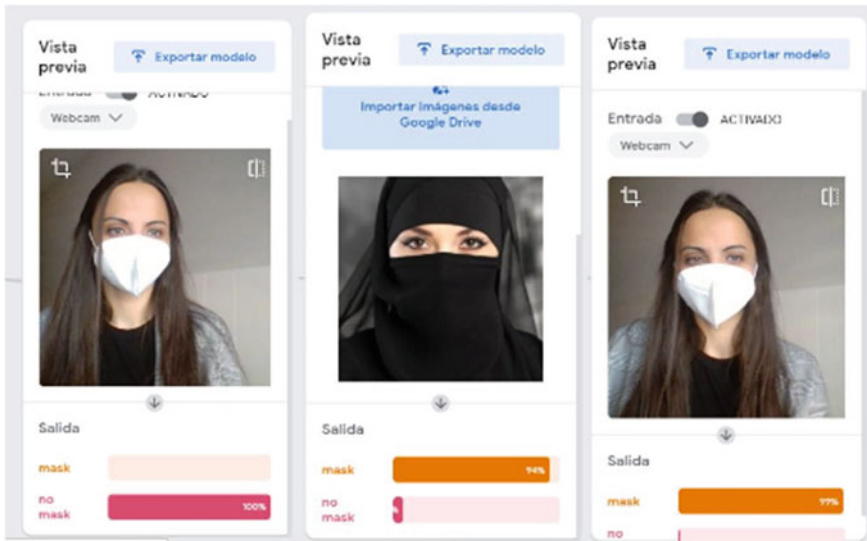 Vista
previa
Exportar modelo
Entrada ACTIVADO
Webcam
Salida
mask
no
mask
100%
Vista
previa
Exportar modelo
Importar imágenes desde
Google Drive
Salida
mask
94%
no
mask
Vista
previa
Exportar modelo
Entrada ACTIVADO
Webcam
Salida
mask
99%
no